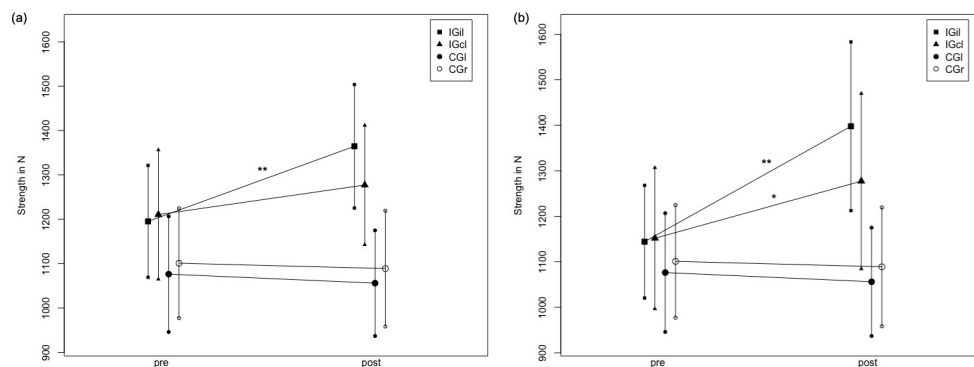 (a)
Strength in N
1600
1500
1400
1300
1200
1100
1000
900
IGil
IGcl
CGl
CGr
**
pre
post
(b)
Strength in N
1600
1500
1400
1300
1200
1100
1000
900
IGil
IGcl
CGl
CGr
**
*
pre
post